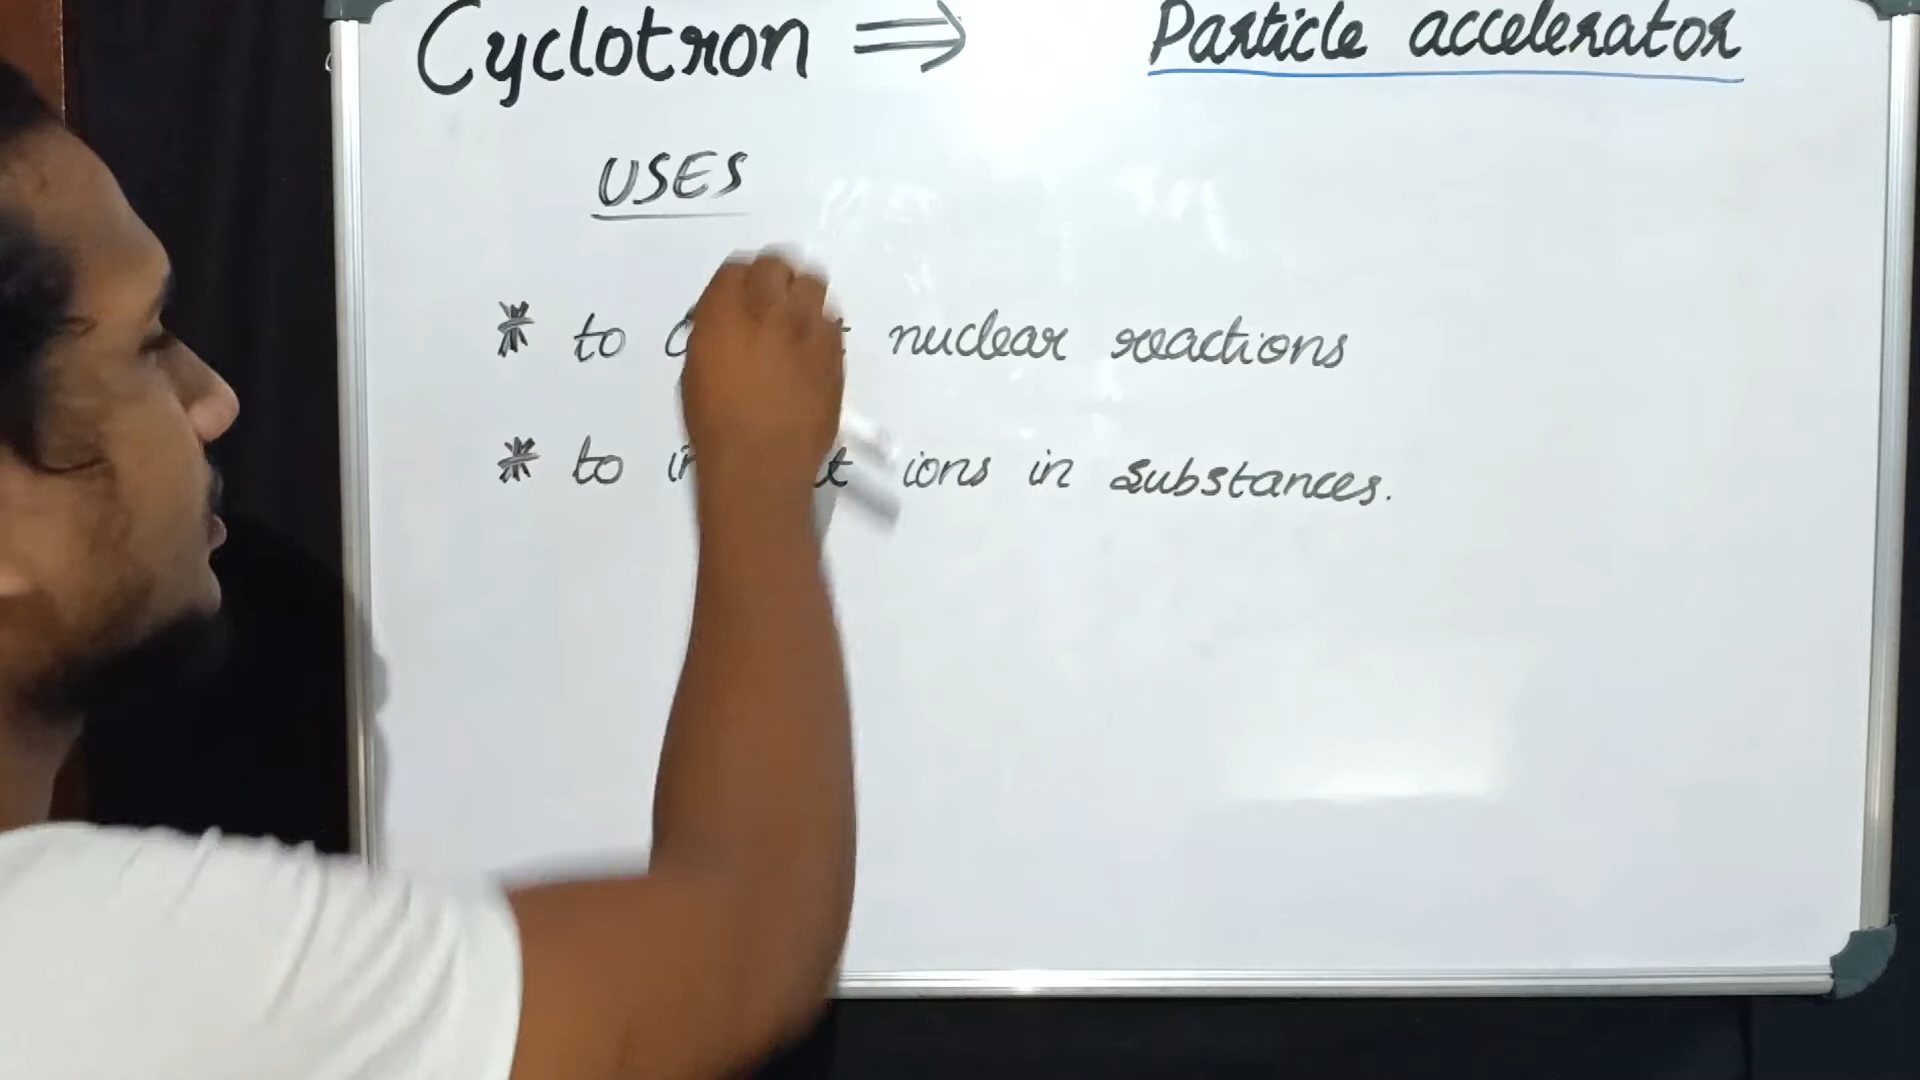 Cyclotron ⇒ Particle accelerator
USES
* to nuclear reactions
* to ions in substances.